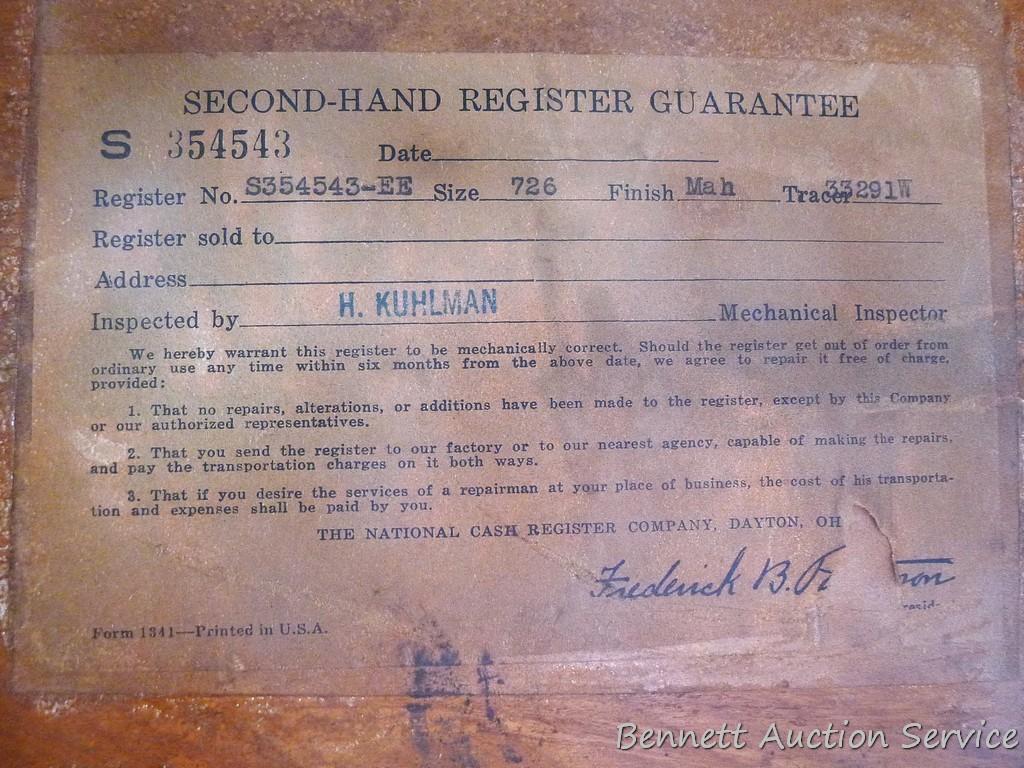 SECOND-HAND REGISTER GUARANTEE
S 354543 Date
Register No. S354543-EE Size 726 Finish Mah Tracer 33291W
Register sold to
Address
Inspected by H. KUHLMAN Mechanical Inspector
We hereby warrant this register to be mechanically correct. Should the register get out of order from
ordinary use any time within six months from the above date, we agree to repair it free of charge,
provided:
1. That no repairs, alterations, or additions have been made to the register, except by this Company
or our authorized representatives.
2. That you send the register to our factory or to our nearest agency, capable of making the repairs,
and pay the transportation charges on it both ways.
3. That if you desire the services of a repairman at your place of business, the cost of his transporta-
tion and expenses shall be paid by you.
THE NATIONAL CASH REGISTER COMPANY, DAYTON, OH
Frederick B.
Form 1341—Printed in U.S.A.
Bennett Auction Service